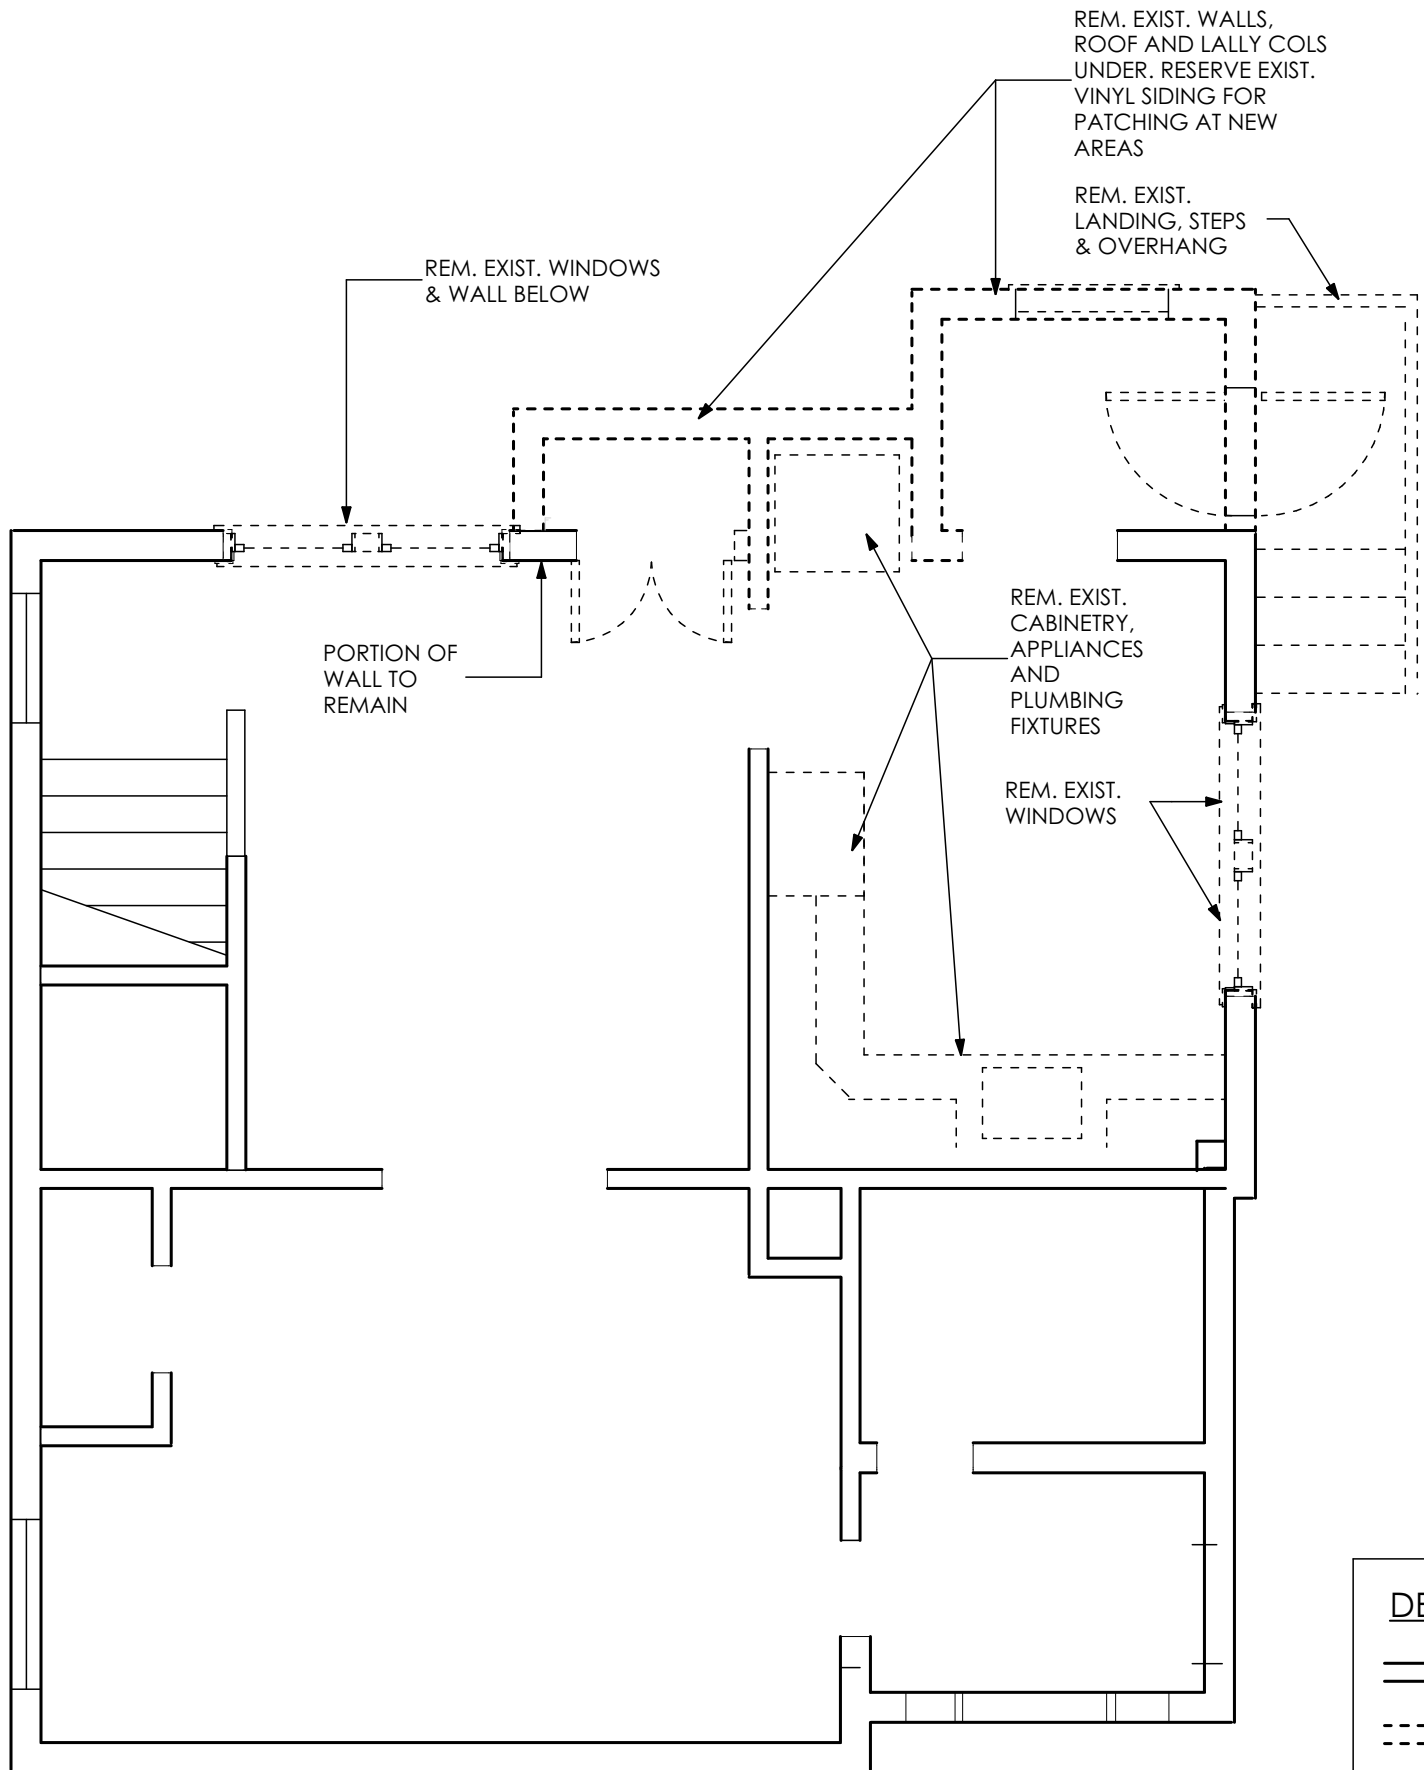 REM. EXIST. WALLS,
ROOF AND LALLY COLS
UNDER. RESERVE EXIST.
VINYL SIDING FOR
PATCHING AT NEW
AREAS
REM. EXIST.
LANDING, STEPS
& OVERHANG
REM. EXIST. WINDOWS
& WALL BELOW
PORTION OF
WALL TO
REMAIN
REM. EXIST.
CABINETRY,
APPLIANCES
AND
PLUMBING
FIXTURES
REM. EXIST.
WINDOWS